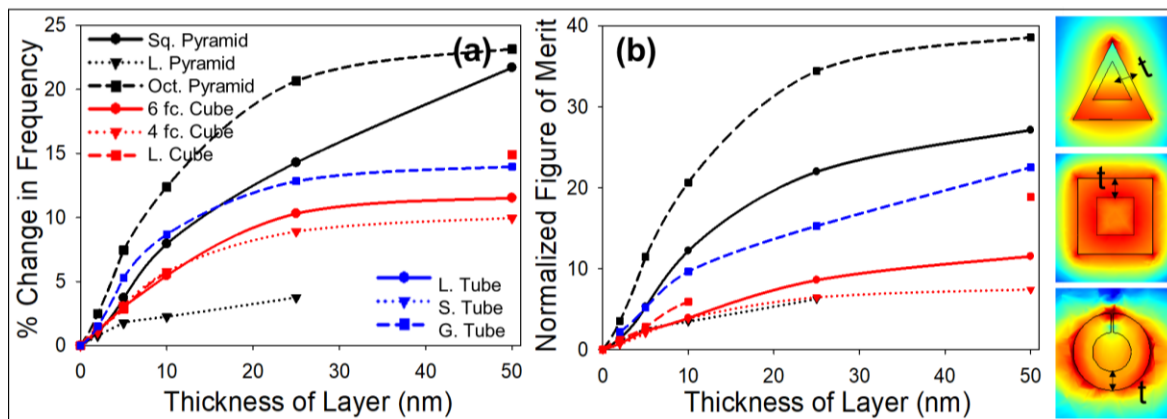 25
20
15
10
5
0
0 10 20 30 40 50
% Change in Frequency
Thickness of Layer (nm)
(a)
Sq. Pyramid
L. Pyramid
Oct. Pyramid
6 fc. Cube
4 fc. Cube
L. Cube
L. Tube
S. Tube
G. Tube
40
30
20
10
0
0 10 20 30 40 50
Normalized Figure of Merit
Thickness of Layer (nm)
(b)
t
t
t